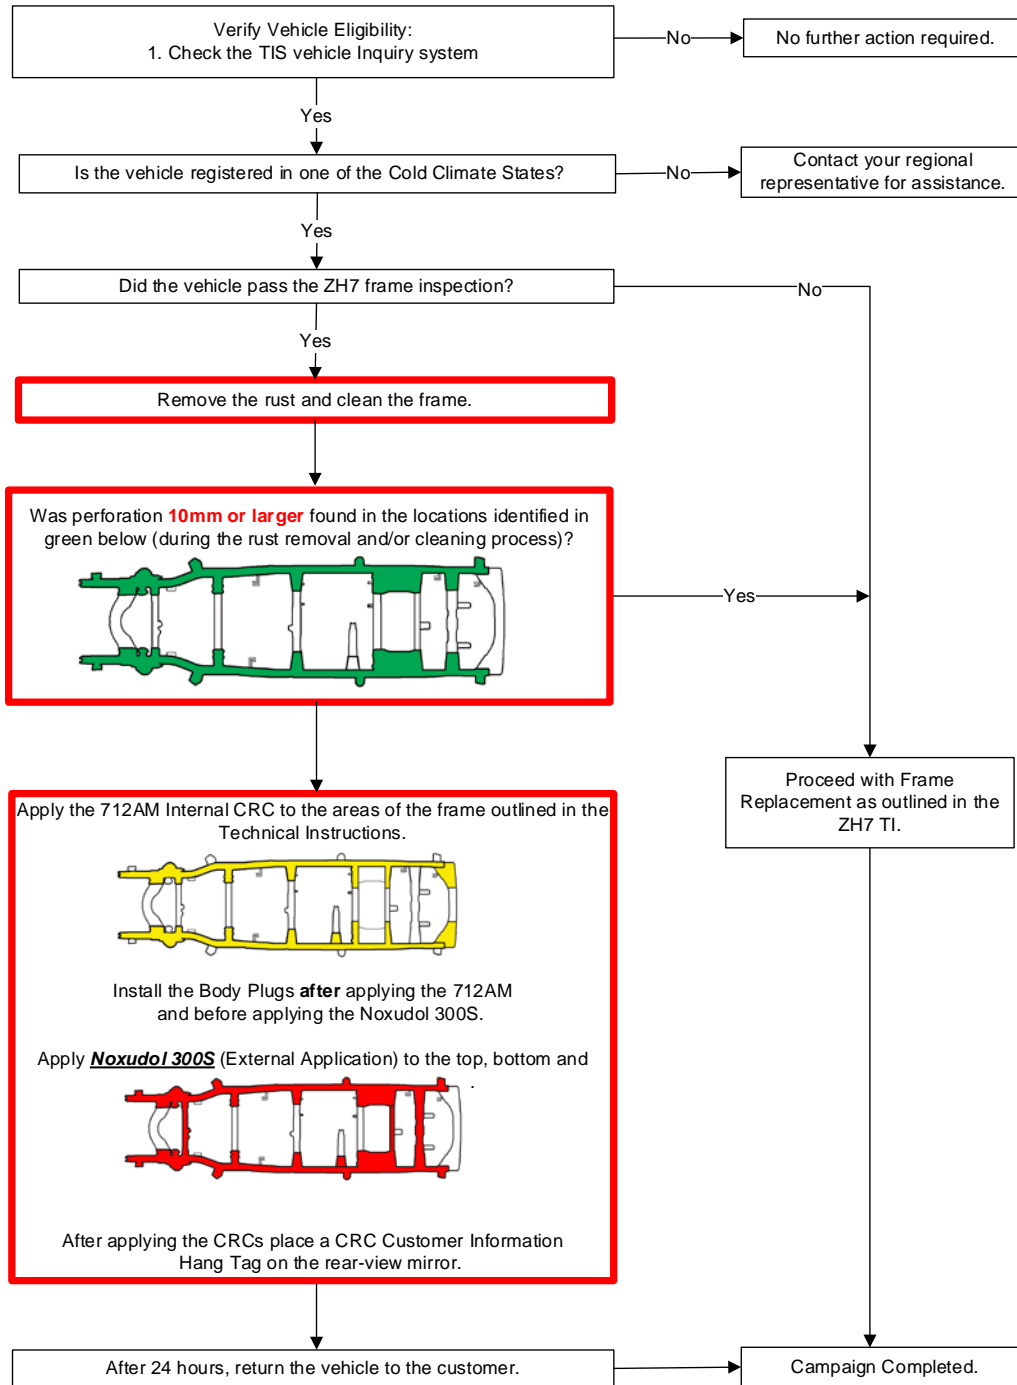 Verify Vehicle Eligibility:
1. Check the TIS vehicle Inquiry system
No
No further action required.
Yes
Is the vehicle registered in one of the Cold Climate States?
No
Contact your regional
representative for assistance.
Yes
Did the vehicle pass the ZH7 frame inspection?
No
Yes
Remove the rust and clean the frame.
Was perforation 10mm or larger found in the locations identified in
green below (during the rust removal and/or cleaning process)?
Yes
Proceed with Frame
Replacement as outlined in the
ZH7 TI.
Apply the 712AM Internal CRC to the areas of the frame outlined in the
Technical Instructions.
Install the Body Plugs after applying the 712AM
and before applying the Noxudol 300S.
Apply Noxudol 300S (External Application) to the top, bottom and
.
After applying the CRCs place a CRC Customer Information
Hang Tag on the rear-view mirror.
After 24 hours, return the vehicle to the customer.
Campaign Completed.